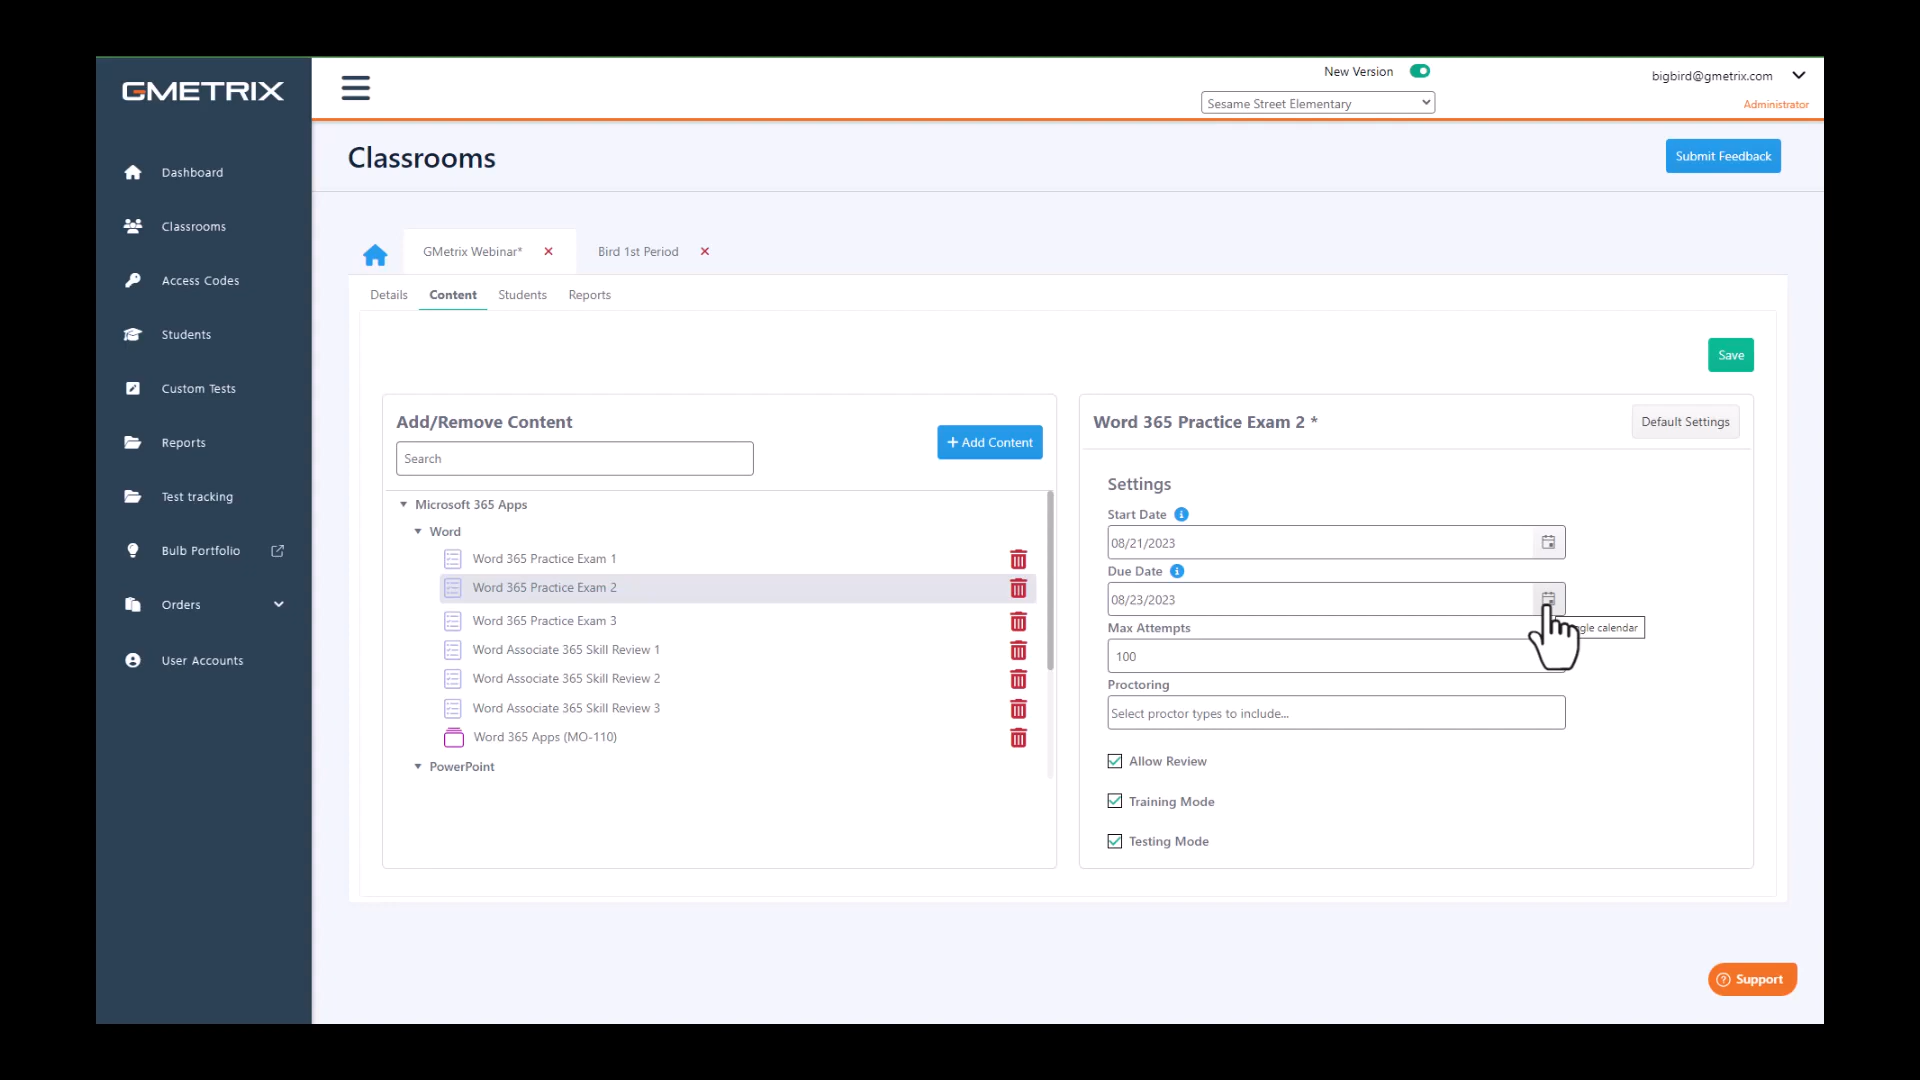 GMETRIX
New Version
Sesame Street Elementary
bigbird@gmetrix.com
Administrator
Dashboard
Classrooms
Access Codes
Students
Custom Tests
Reports
Test tracking
Bulb Portfolio
Orders
User Accounts
Classrooms
Submit Feedback
GMetrix Webinar*
Bird 1st Period
Details
Content
Students
Reports
Save
Add/Remove Content
Search
+ Add Content
Microsoft 365 Apps
Word
Word 365 Practice Exam 1
Word 365 Practice Exam 2
Word 365 Practice Exam 3
Word Associate 365 Skill Review 1
Word Associate 365 Skill Review 2
Word Associate 365 Skill Review 3
Word 365 Apps (MO-110)
PowerPoint
Word 365 Practice Exam 2 *
Default Settings
Settings
Start Date
08/21/2023
Due Date
08/23/2023
calendar
Max Attempts
100
Proctoring
Select proctor types to include...
Allow Review
Training Mode
Testing Mode
Support